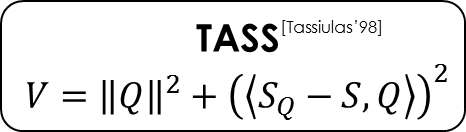 TASS[Tassiulas’98]
V = ‖Q‖² + (⟨S_Q − S, Q⟩)²